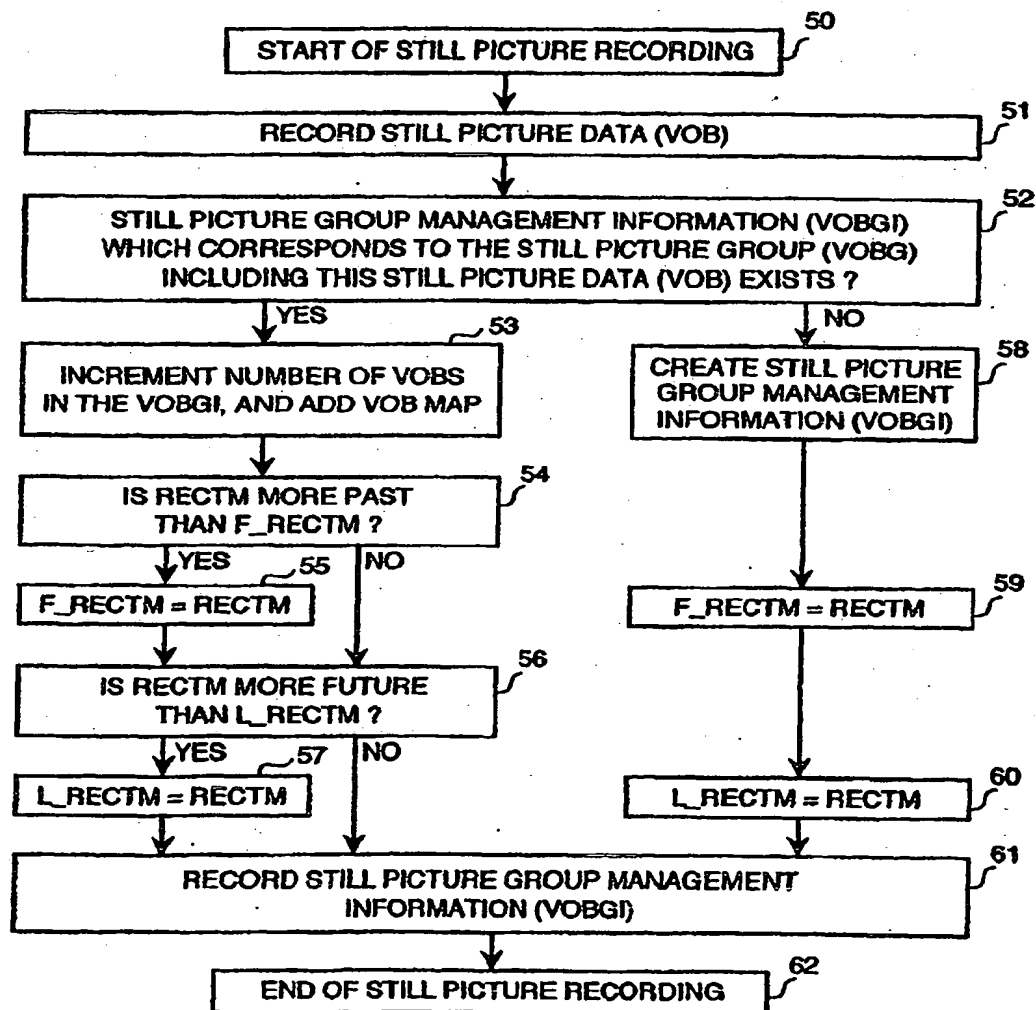 50
START OF STILL PICTURE RECORDING
51
RECORD STILL PICTURE DATA (VOB)
52
STILL PICTURE GROUP MANAGEMENT INFORMATION (VOBGI)
WHICH CORRESPONDS TO THE STILL PICTURE GROUP (VOBG)
INCLUDING THIS STILL PICTURE DATA (VOB) EXISTS ?
YES
NO
53
INCREMENT NUMBER OF VOBS
IN THE VOBGI, AND ADD VOB MAP
58
CREATE STILL PICTURE
GROUP MANAGEMENT
INFORMATION (VOBGI)
54
IS RECTM MORE PAST
THAN F_RECTM ?
YES
NO
55
F_RECTM = RECTM
59
F_RECTM = RECTM
56
IS RECTM MORE FUTURE
THAN L_RECTM ?
YES
NO
57
L_RECTM = RECTM
60
L_RECTM = RECTM
61
RECORD STILL PICTURE GROUP MANAGEMENT
INFORMATION (VOBGI)
62
END OF STILL PICTURE RECORDING